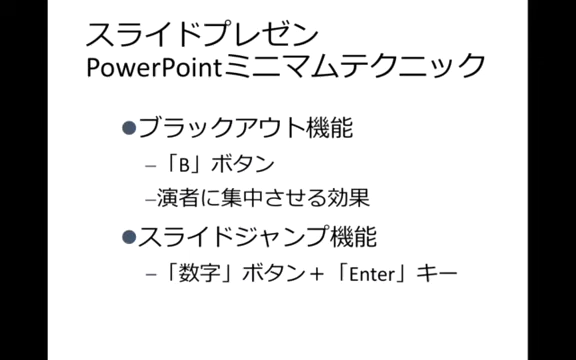 スライドプレゼン
PowerPointミニマムテクニック
●ブラックアウト機能
–「B」ボタン
–演者に集中させる効果
●スライドジャンプ機能
–「数字」ボタン＋「Enter」キー